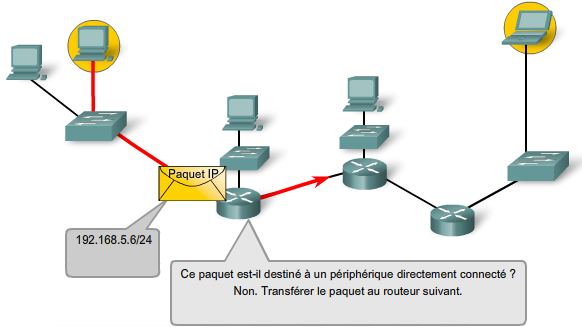 Paquet IP
192.168.5.6/24
Ce paquet est-il destiné à un périphérique directement connecté ?
Non. Transférer le paquet au routeur suivant.